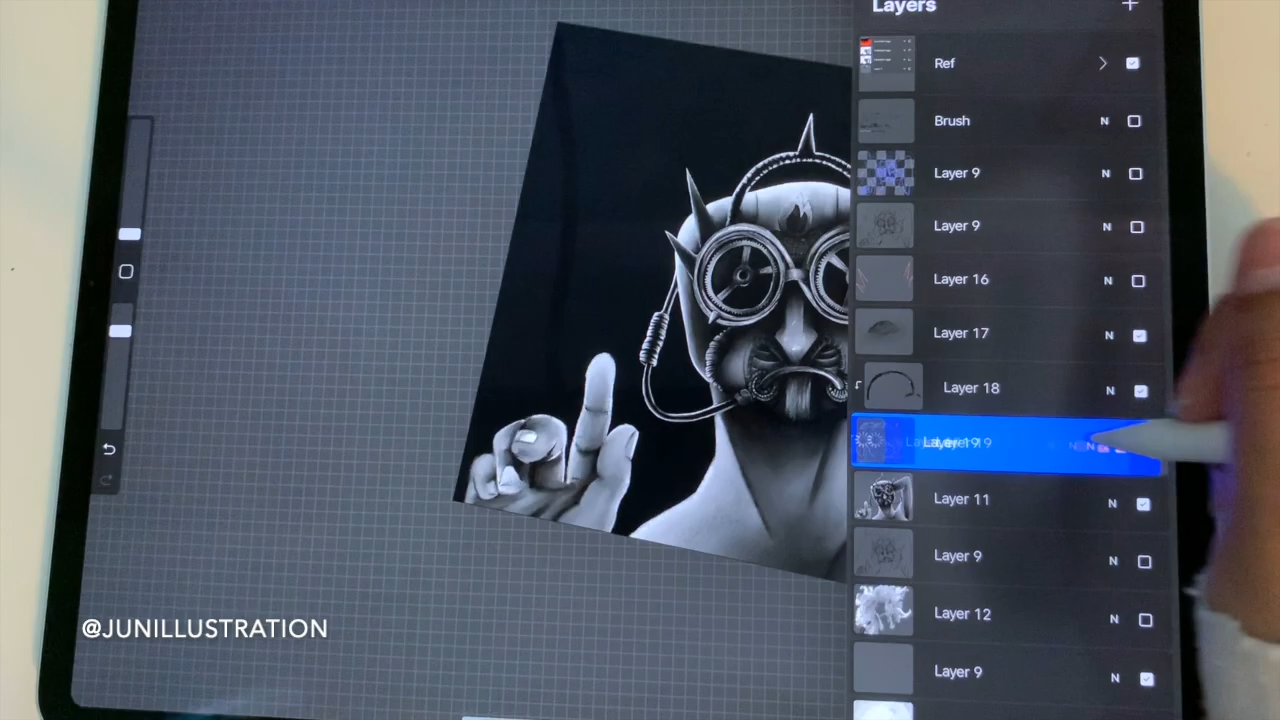 Layers
Ref
Brush N
Layer 9 N
Layer 9 N
Layer 16 N
Layer 17 N
Layer 18 N
Layer 11 N
Layer 9 N
Layer 12 N
Layer 9 N
@JUNILLUSTRATION